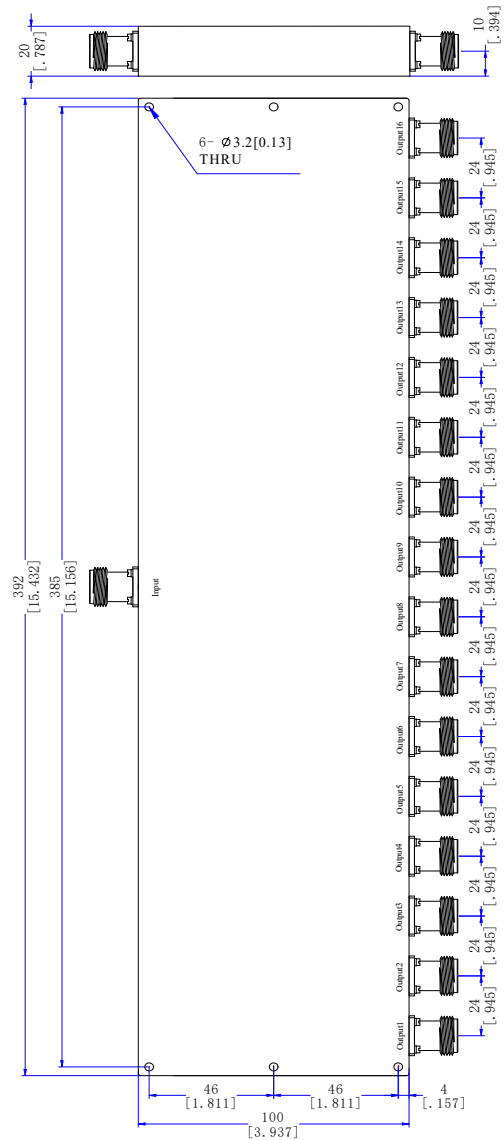 20
[.787]
10
[.394]
6- Ø3.2[0.13]
THRU
Output16
24
[.945]
Output15
24
[.945]
Output14
24
[.945]
Output13
24
[.945]
Output12
24
[.945]
Output11
24
[.945]
Output10
24
[.945]
Output9
24
[.945]
Output8
24
[.945]
Output7
24
[.945]
Output6
24
[.945]
Output5
24
[.945]
Output4
24
[.945]
Output3
24
[.945]
Output2
24
[.945]
Output1
392
[15.432]
385
[15.156]
Input
46
[1.811]
46
[1.811]
4
[.157]
100
[3.937]